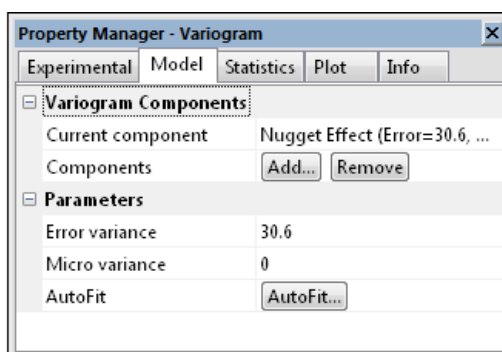 Property Manager - Variogram
Experimental Model Statistics Plot Info
Variogram Components
Current component Nugget Effect (Error=30.6, ...
Components Add... Remove
Parameters
Error variance 30.6
Micro variance 0
AutoFit AutoFit...